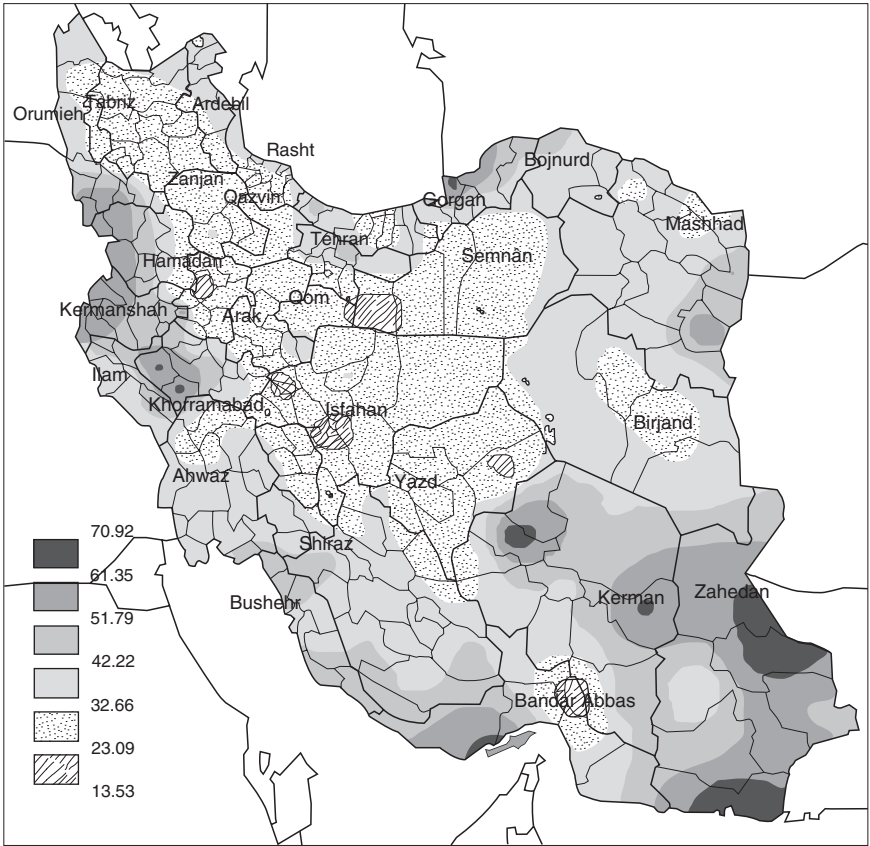 Tabriz
Ardebil
Orumieh
Rasht
Bojnurd
Zanjan
Qazvin
Gorgan
Mashhad
Tehran
Semnan
Hamadan
Qom
Kermanshah
Arak
Ilam
Khorramabad
Isfahan
Birjand
Ahwaz
Yazd
Shiraz
Bushehr
Kerman
Zahedan
Bandar Abbas
70.92
61.35
51.79
42.22
32.66
23.09
13.53